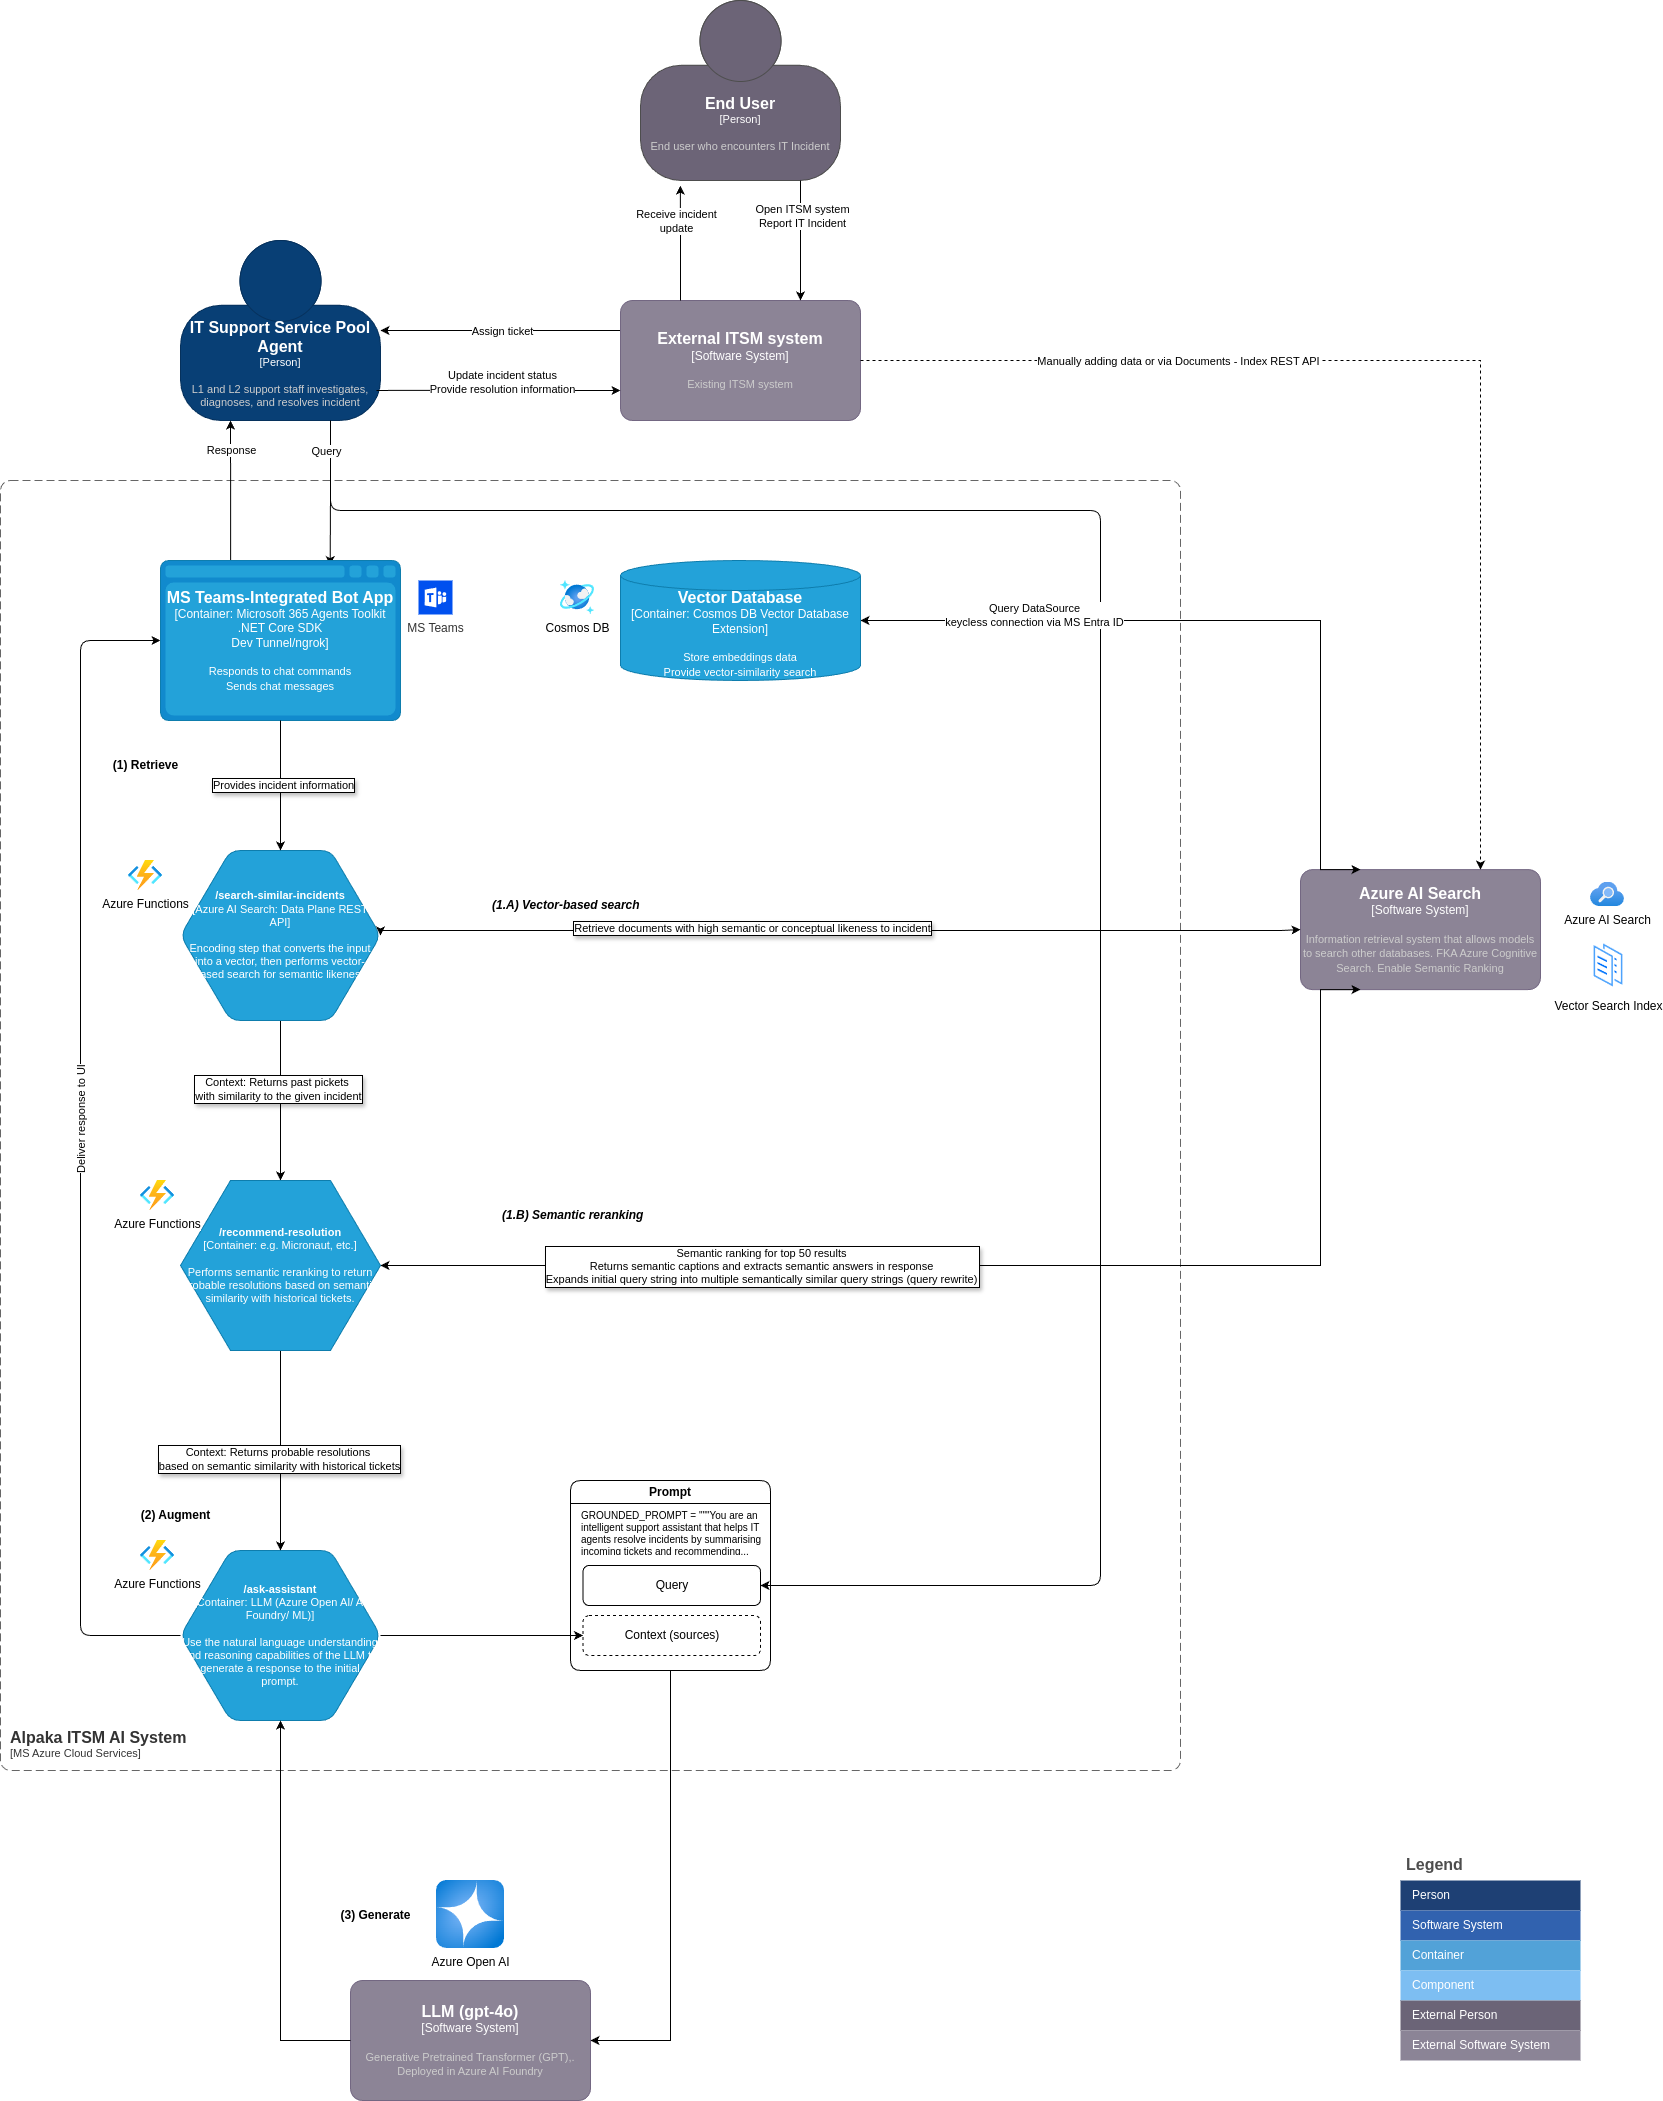 End User
[Person]
End user who encounters IT Incident
Receive incident
update
Open ITSM system
Report IT Incident
IT Support Service Pool
Agent
[Person]
L1 and L2 support staff investigates,
diagnoses, and resolves incident
Assign ticket
Update incident status
Provide resolution information
External ITSM system
[Software System]
Existing ITSM system
Manually adding data or via Documents - Index REST API
Response
Query
MS Teams-Integrated Bot App
[Container: Microsoft 365 Agents Toolkit
.NET Core SDK
Dev Tunnel/ngrok]
Responds to chat commands
Sends chat messages
MS Teams
Cosmos DB
Vector Database
[Container: Cosmos DB Vector Database
Extension]
Store embeddings data
Provide vector-similarity search
Query DataSource
keycless connection via MS Entra ID
(1) Retrieve
Provides incident information
Azure Functions
/search-similar-incidents
[Azure AI Search: Data Plane REST
API]
Encoding step that converts the input
into a vector, then performs vector-
ased search for semantic likenes
(1.A) Vector-based search
Retrieve documents with high semantic or conceptual likeness to incident
Azure AI Search
[Software System]
Information retrieval system that allows models
to search other databases. FKA Azure Cognitive
Search. Enable Semantic Ranking
Azure AI Search
Vector Search Index
Deliver response to UI
Context: Returns past pickets
with similarity to the given incident
Azure Functions
/recommend-resolution
[Container: e.g. Micronaut, etc.]
Performs semantic reranking to return
robable resolutions based on semanti
similarity with historical tickets.
(1.B) Semantic reranking
Semantic ranking for top 50 results
Returns semantic captions and extracts semantic answers in response
Expands initial query string into multiple semantically similar query strings (query rewrite)
Context: Returns probable resolutions
based on semantic similarity with historical tickets
(2) Augment
Azure Functions
/ask-assistant
Container: LLM (Azure Open AI/ A
Foundry/ ML)]
Use the natural language understanding
nd reasoning capabilities of the LLM t
generate a response to the initial
prompt.
Prompt
GROUNDED_PROMPT = """You are an
intelligent support assistant that helps IT
agents resolve incidents by summarising
incoming tickets and recommending...
Query
Context (sources)
Alpaka ITSM AI System
[MS Azure Cloud Services]
(3) Generate
Azure Open AI
LLM (gpt-4o)
[Software System]
Generative Pretrained Transformer (GPT),.
Deployed in Azure AI Foundry
Legend
Person
Software System
Container
Component
External Person
External Software System